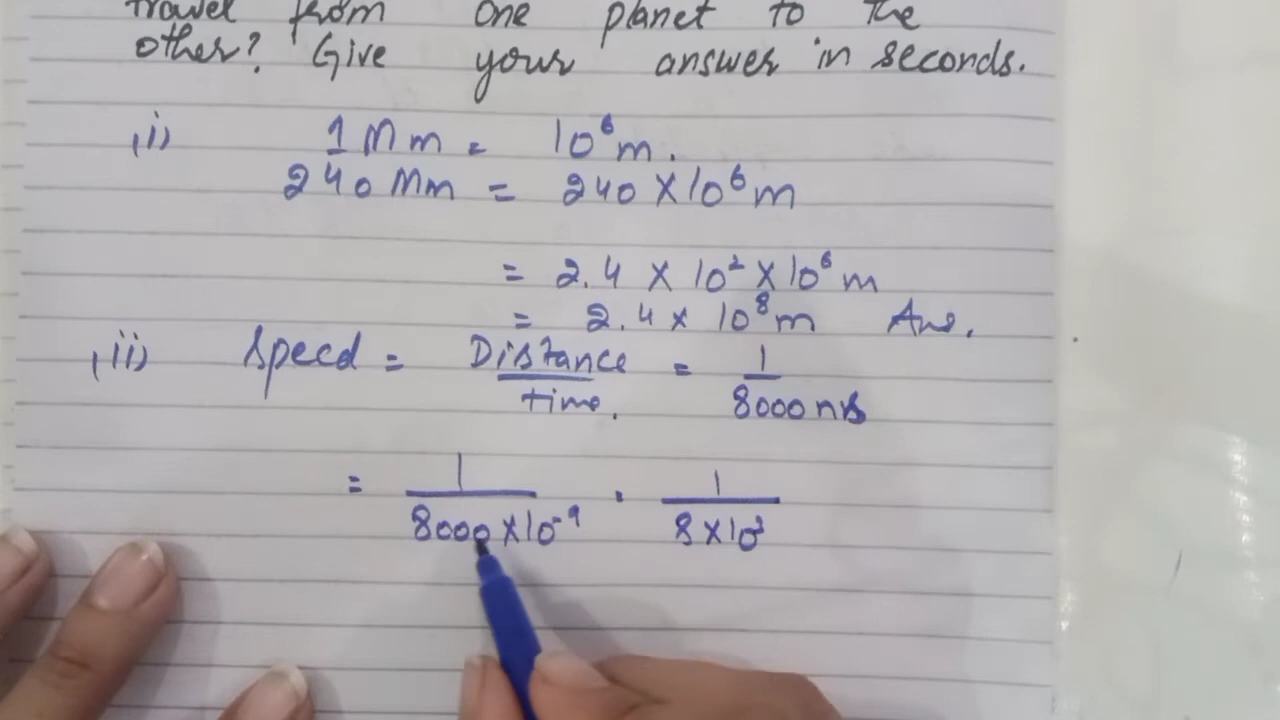 travel from one planet to the
other? Give your answer in seconds.
(i) 1 Mm = 10⁶ m.
240 Mm = 240 × 10⁶ m
= 2.4 × 10² × 10⁶ m
= 2.4 × 10⁸ m Ans.
(ii) Speed = Distance / time. = 1 / 8000 ns
= 1 / 8000 × 10⁻⁹ . 1 / 8 × 10³